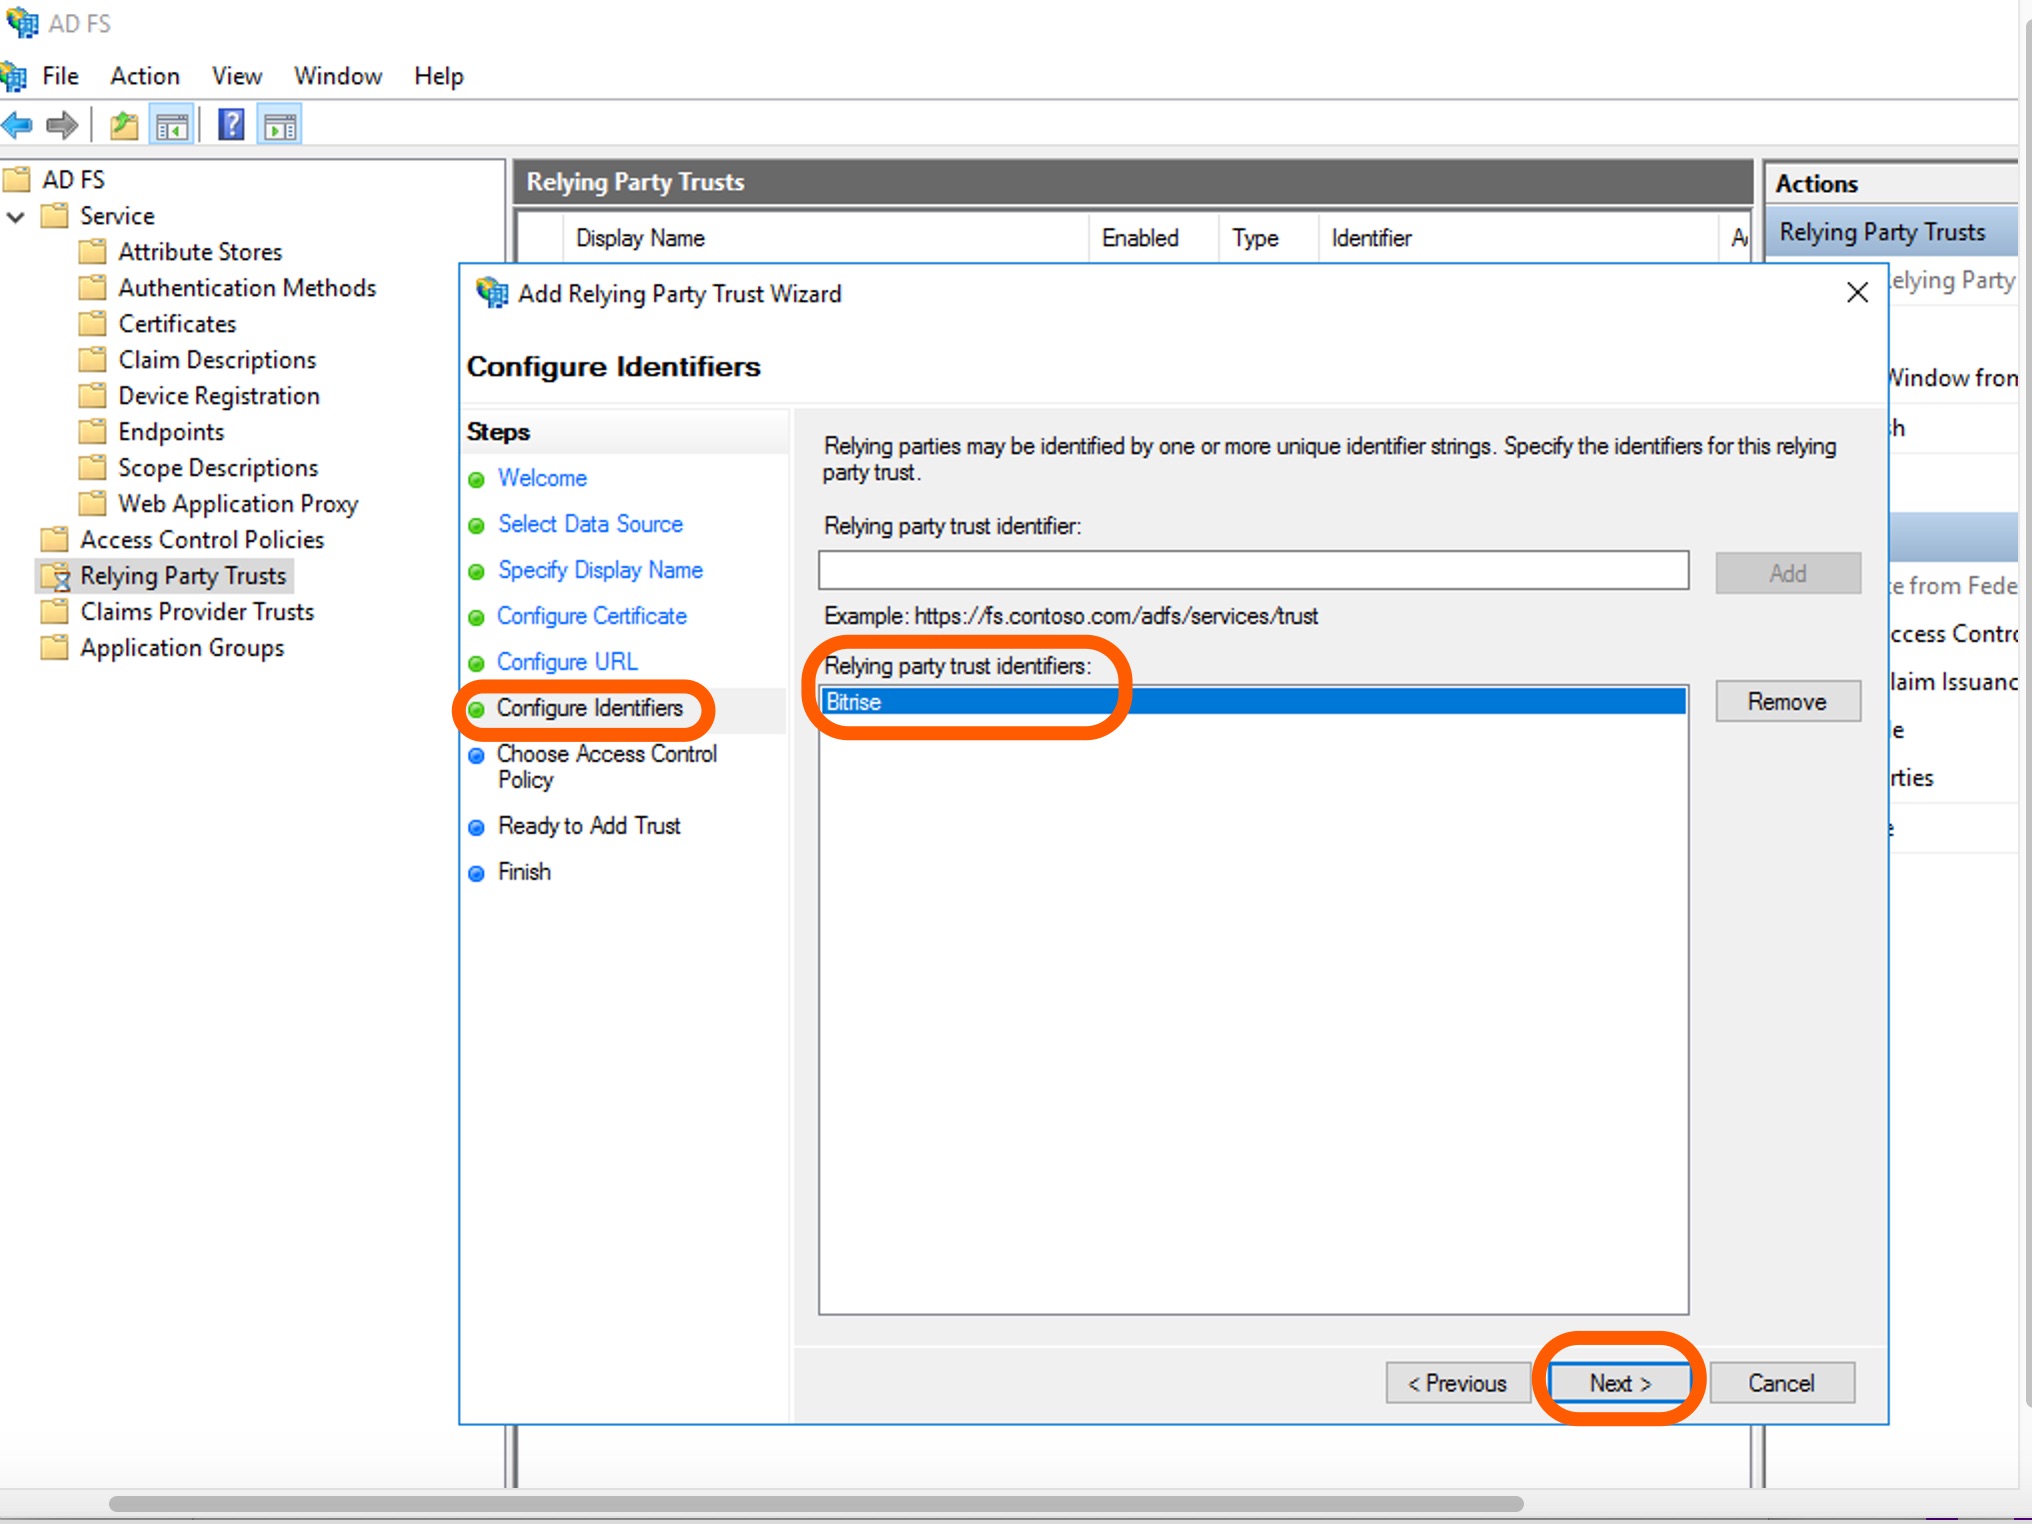 AD FS
File Action View Window Help
AD FS
Service
Attribute Stores
Authentication Methods
Certificates
Claim Descriptions
Device Registration
Endpoints
Scope Descriptions
Web Application Proxy
Access Control Policies
Relying Party Trusts
Claims Provider Trusts
Application Groups
Relying Party Trusts
Display Name Enabled Type Identifier
Actions
Relying Party Trusts
elying Party
Window from
sh
te from Fede
ccess Contro
laim Issuanc
le
rties
e
Add Relying Party Trust Wizard
Configure Identifiers
Steps
Welcome
Select Data Source
Specify Display Name
Configure Certificate
Configure URL
Configure Identifiers
Choose Access Control
Policy
Ready to Add Trust
Finish
Relying parties may be identified by one or more unique identifier strings. Specify the identifiers for this relying
party trust.
Relying party trust identifier:
Add
Example: https://fs.contoso.com/adfs/services/trust
Relying party trust identifiers:
Bitrise
Remove
< Previous Next > Cancel